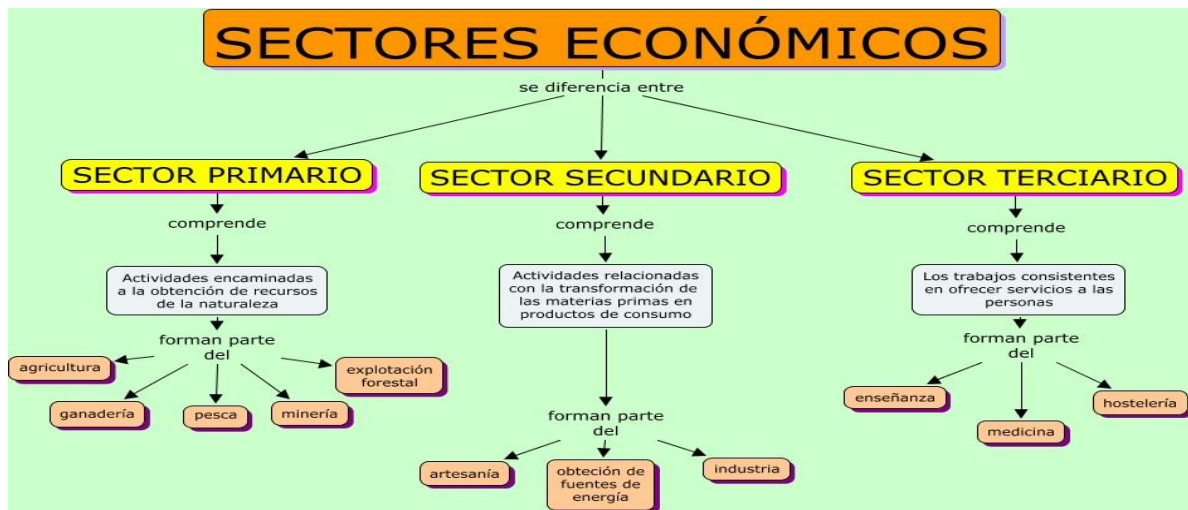 SECTORES ECONÓMICOS
se diferencia entre
SECTOR PRIMARIO
comprende
Actividades encaminadas
a la obtención de recursos
de la naturaleza
forman parte
del
agricultura
ganadería
pesca
minería
explotación
forestal
SECTOR SECUNDARIO
comprende
Actividades relacionadas
con la transformación de
las materias primas en
productos de consumo
forman parte
del
artesanía
obteción de
fuentes de
energía
industria
SECTOR TERCIARIO
comprende
Los trabajos consistentes
en ofrecer servicios a las
personas
forman parte
del
enseñanza
medicina
hostelería